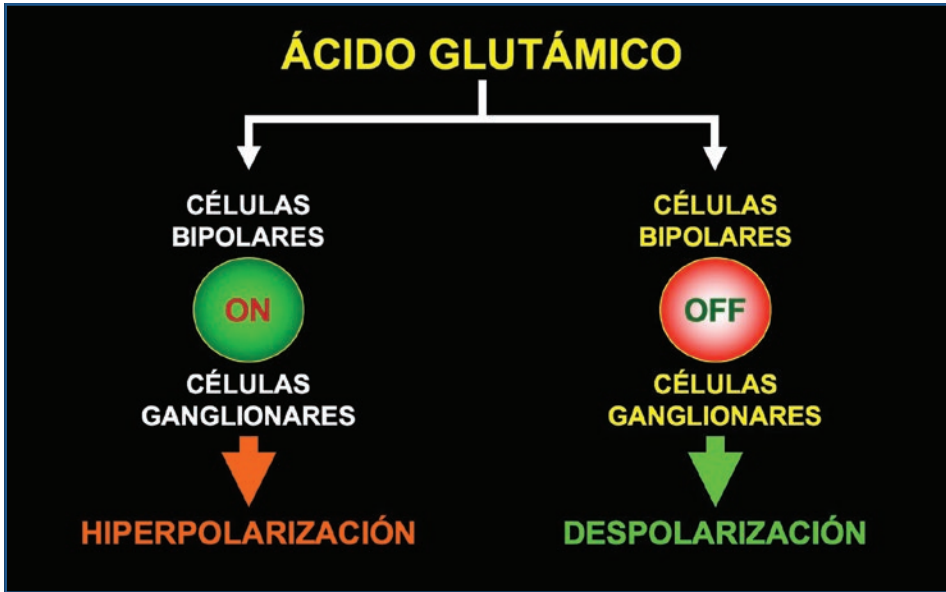 ÁCIDO GLUTÁMICO
CÉLULAS
BIPOLARES
ON
CÉLULAS
GANGLIONARES
HIPERPOLARIZACIÓN
CÉLULAS
BIPOLARES
OFF
CÉLULAS
GANGLIONARES
DESPOLARIZACIÓN